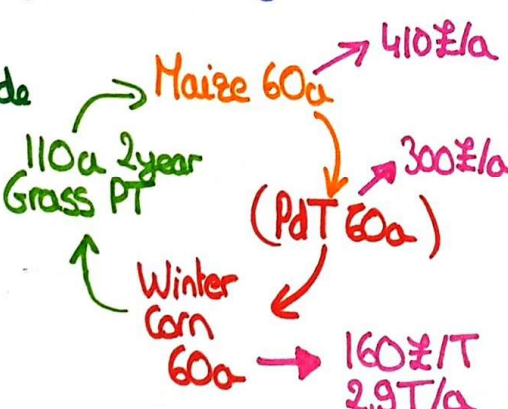 410£/a
de
Maize 60a
110a 2year
Grass PT
300£/a
(PdT 60a)
Winter
Corn
60a
160£/T
2,9T/a